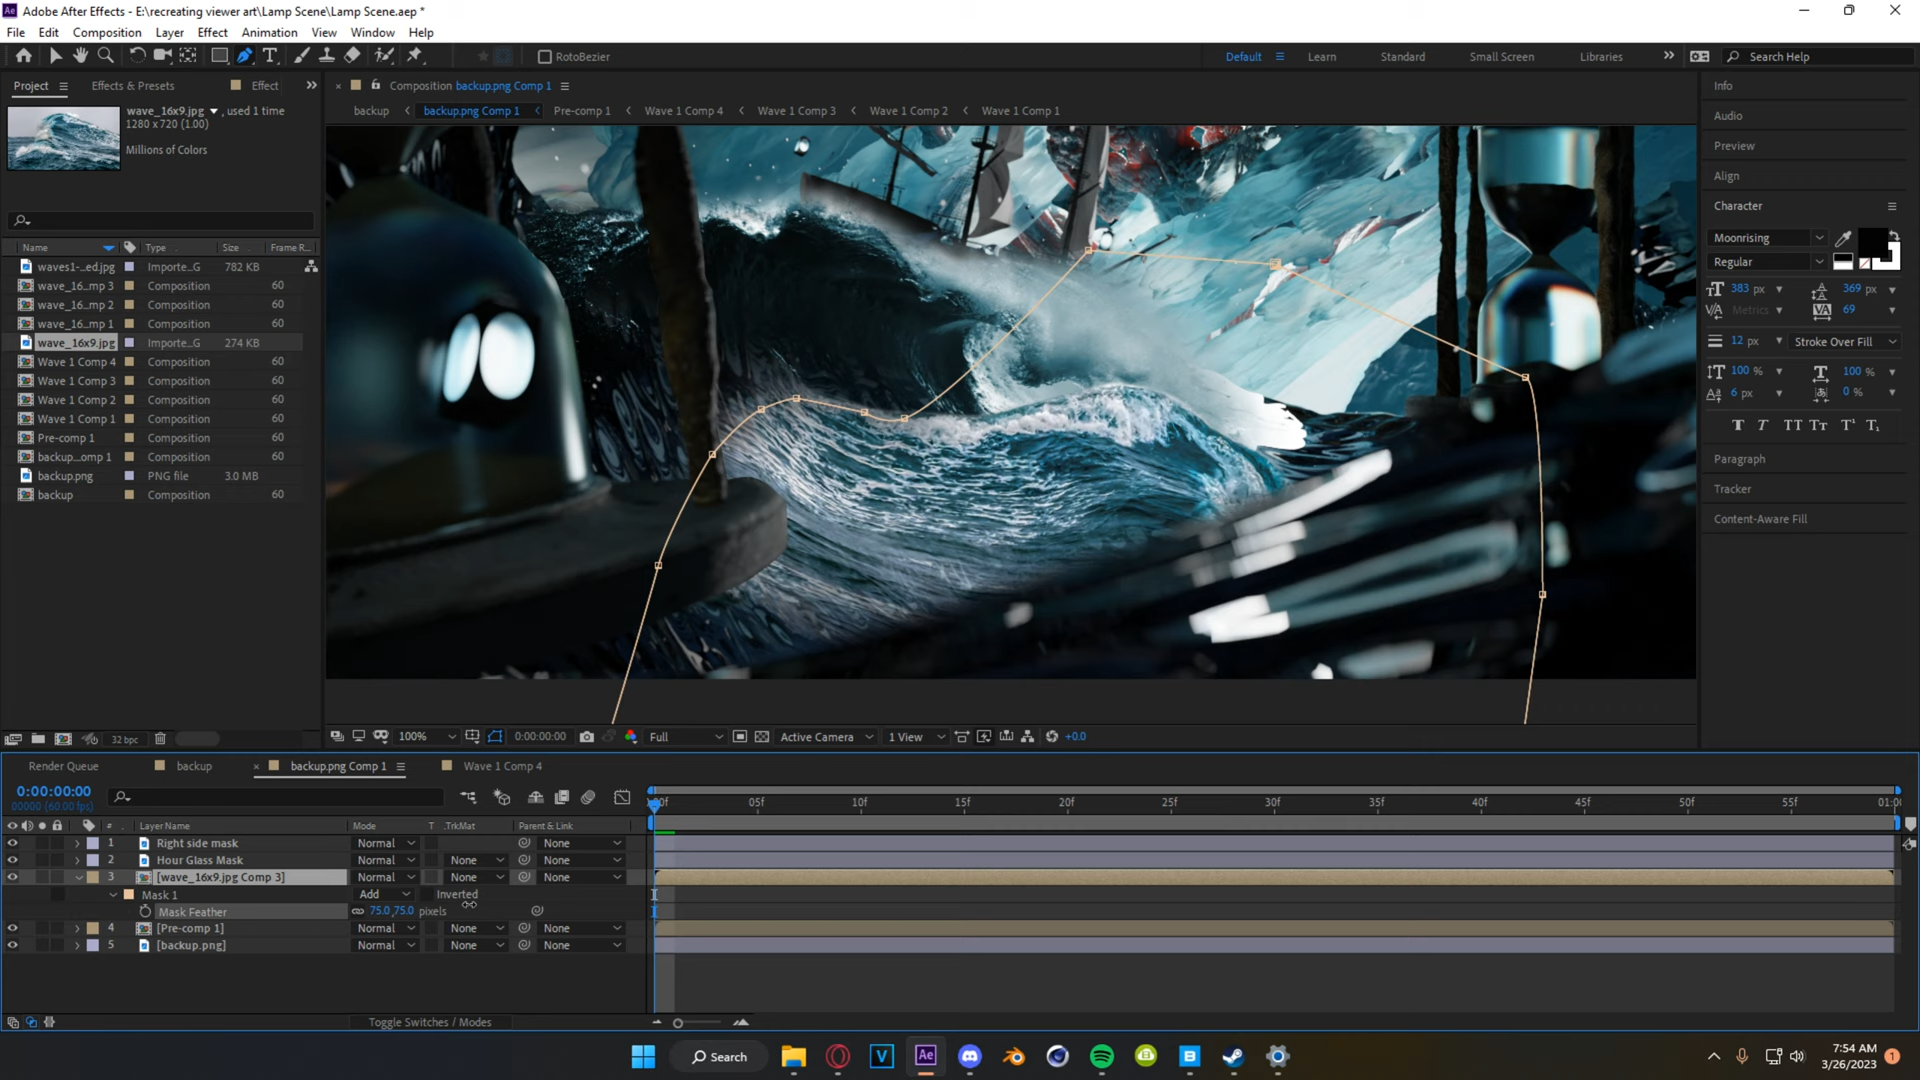 Adobe After Effects - E:\recreating viewer art\Lamp Scene\Lamp Scene.aep *
File Edit Composition Layer Effect Animation View Window Help
RotoBezier
Default Learn Standard Small Screen Libraries Search Help
Project Effects & Presets Effect
wave_16x9.jpg , used 1 time
1280 x 720 (1.00)
Millions of Colors
Name Type Size Frame R...
waves1-...ed.jpg Importe...G 782 KB
wave_16...mp 3 Composition 60
wave_16...mp 2 Composition 60
wave_16...mp 1 Composition 60
wave_16x9.jpg Importe...G 274 KB
Wave 1 Comp 4 Composition 60
Wave 1 Comp 3 Composition 60
Wave 1 Comp 2 Composition 60
Wave 1 Comp 1 Composition 60
Pre-comp 1 Composition 60
backup...omp 1 Composition 60
backup.png PNG file 3.0 MB
backup Composition 60
32 bpc
Composition backup.png Comp 1
backup backup.png Comp 1 Pre-comp 1 Wave 1 Comp 4 Wave 1 Comp 3 Wave 1 Comp 2 Wave 1 Comp 1
100% 0:00:00:00 Full Active Camera 1 View +0.0
Info
Audio
Preview
Align
Character
Moonrising
Regular
383 px 369 px
Metrics 69
12 px Stroke Over Fill
100 % 100 %
6 px 0 %
T T TT Tr T¹ T₁
Paragraph
Tracker
Content-Aware Fill
Render Queue backup backup.png Comp 1 Wave 1 Comp 4
0:00:00:00
00000 (60.00 fps)
# Layer Name Mode T .TrkMat Parent & Link
1 Right side mask Normal None
2 Hour Glass Mask Normal None None
3 [wave_16x9.jpg Comp 3] Normal None None
Mask 1 Add Inverted
Mask Feather 75.0,75.0 pixels
4 [Pre-comp 1] Normal None None
5 [backup.png] Normal None None
05f 10f 15f 20f 25f 30f 35f 40f 45f 50f 55f 01:0
Toggle Switches / Modes
Search
7:54 AM
3/26/2023
1